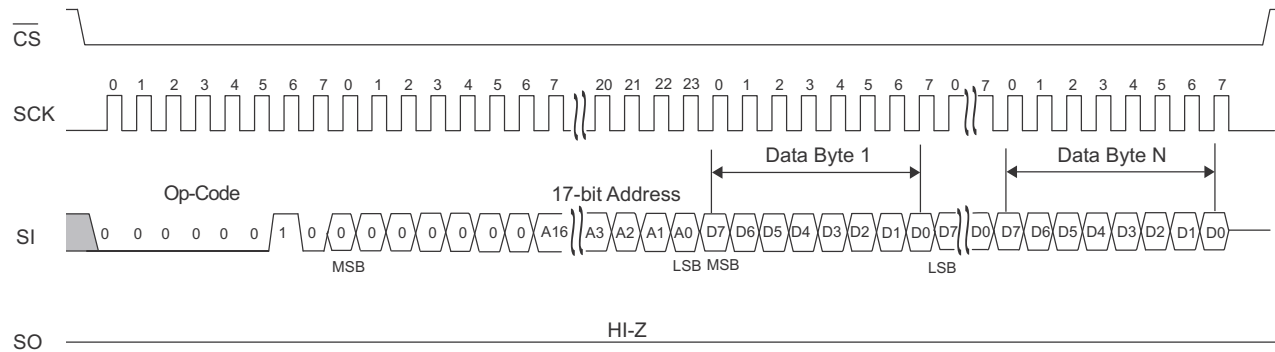 CS
SCK
0 1 2 3 4 5 6 7 0 1 2 3 4 5 6 7 20 21 22 23 0 1 2 3 4 5 6 7 0 7 0 1 2 3 4 5 6 7
Data Byte 1
Data Byte N
Op-Code
17-bit Address
SI
0 0 0 0 0 0 1 0 0 0 0 0 0 0 0 A16 A3 A2 A1 A0 D7 D6 D5 D4 D3 D2 D1 D0 D7 D0 D7 D6 D5 D4 D3 D2 D1 D0
MSB
LSB MSB
LSB
HI-Z
SO